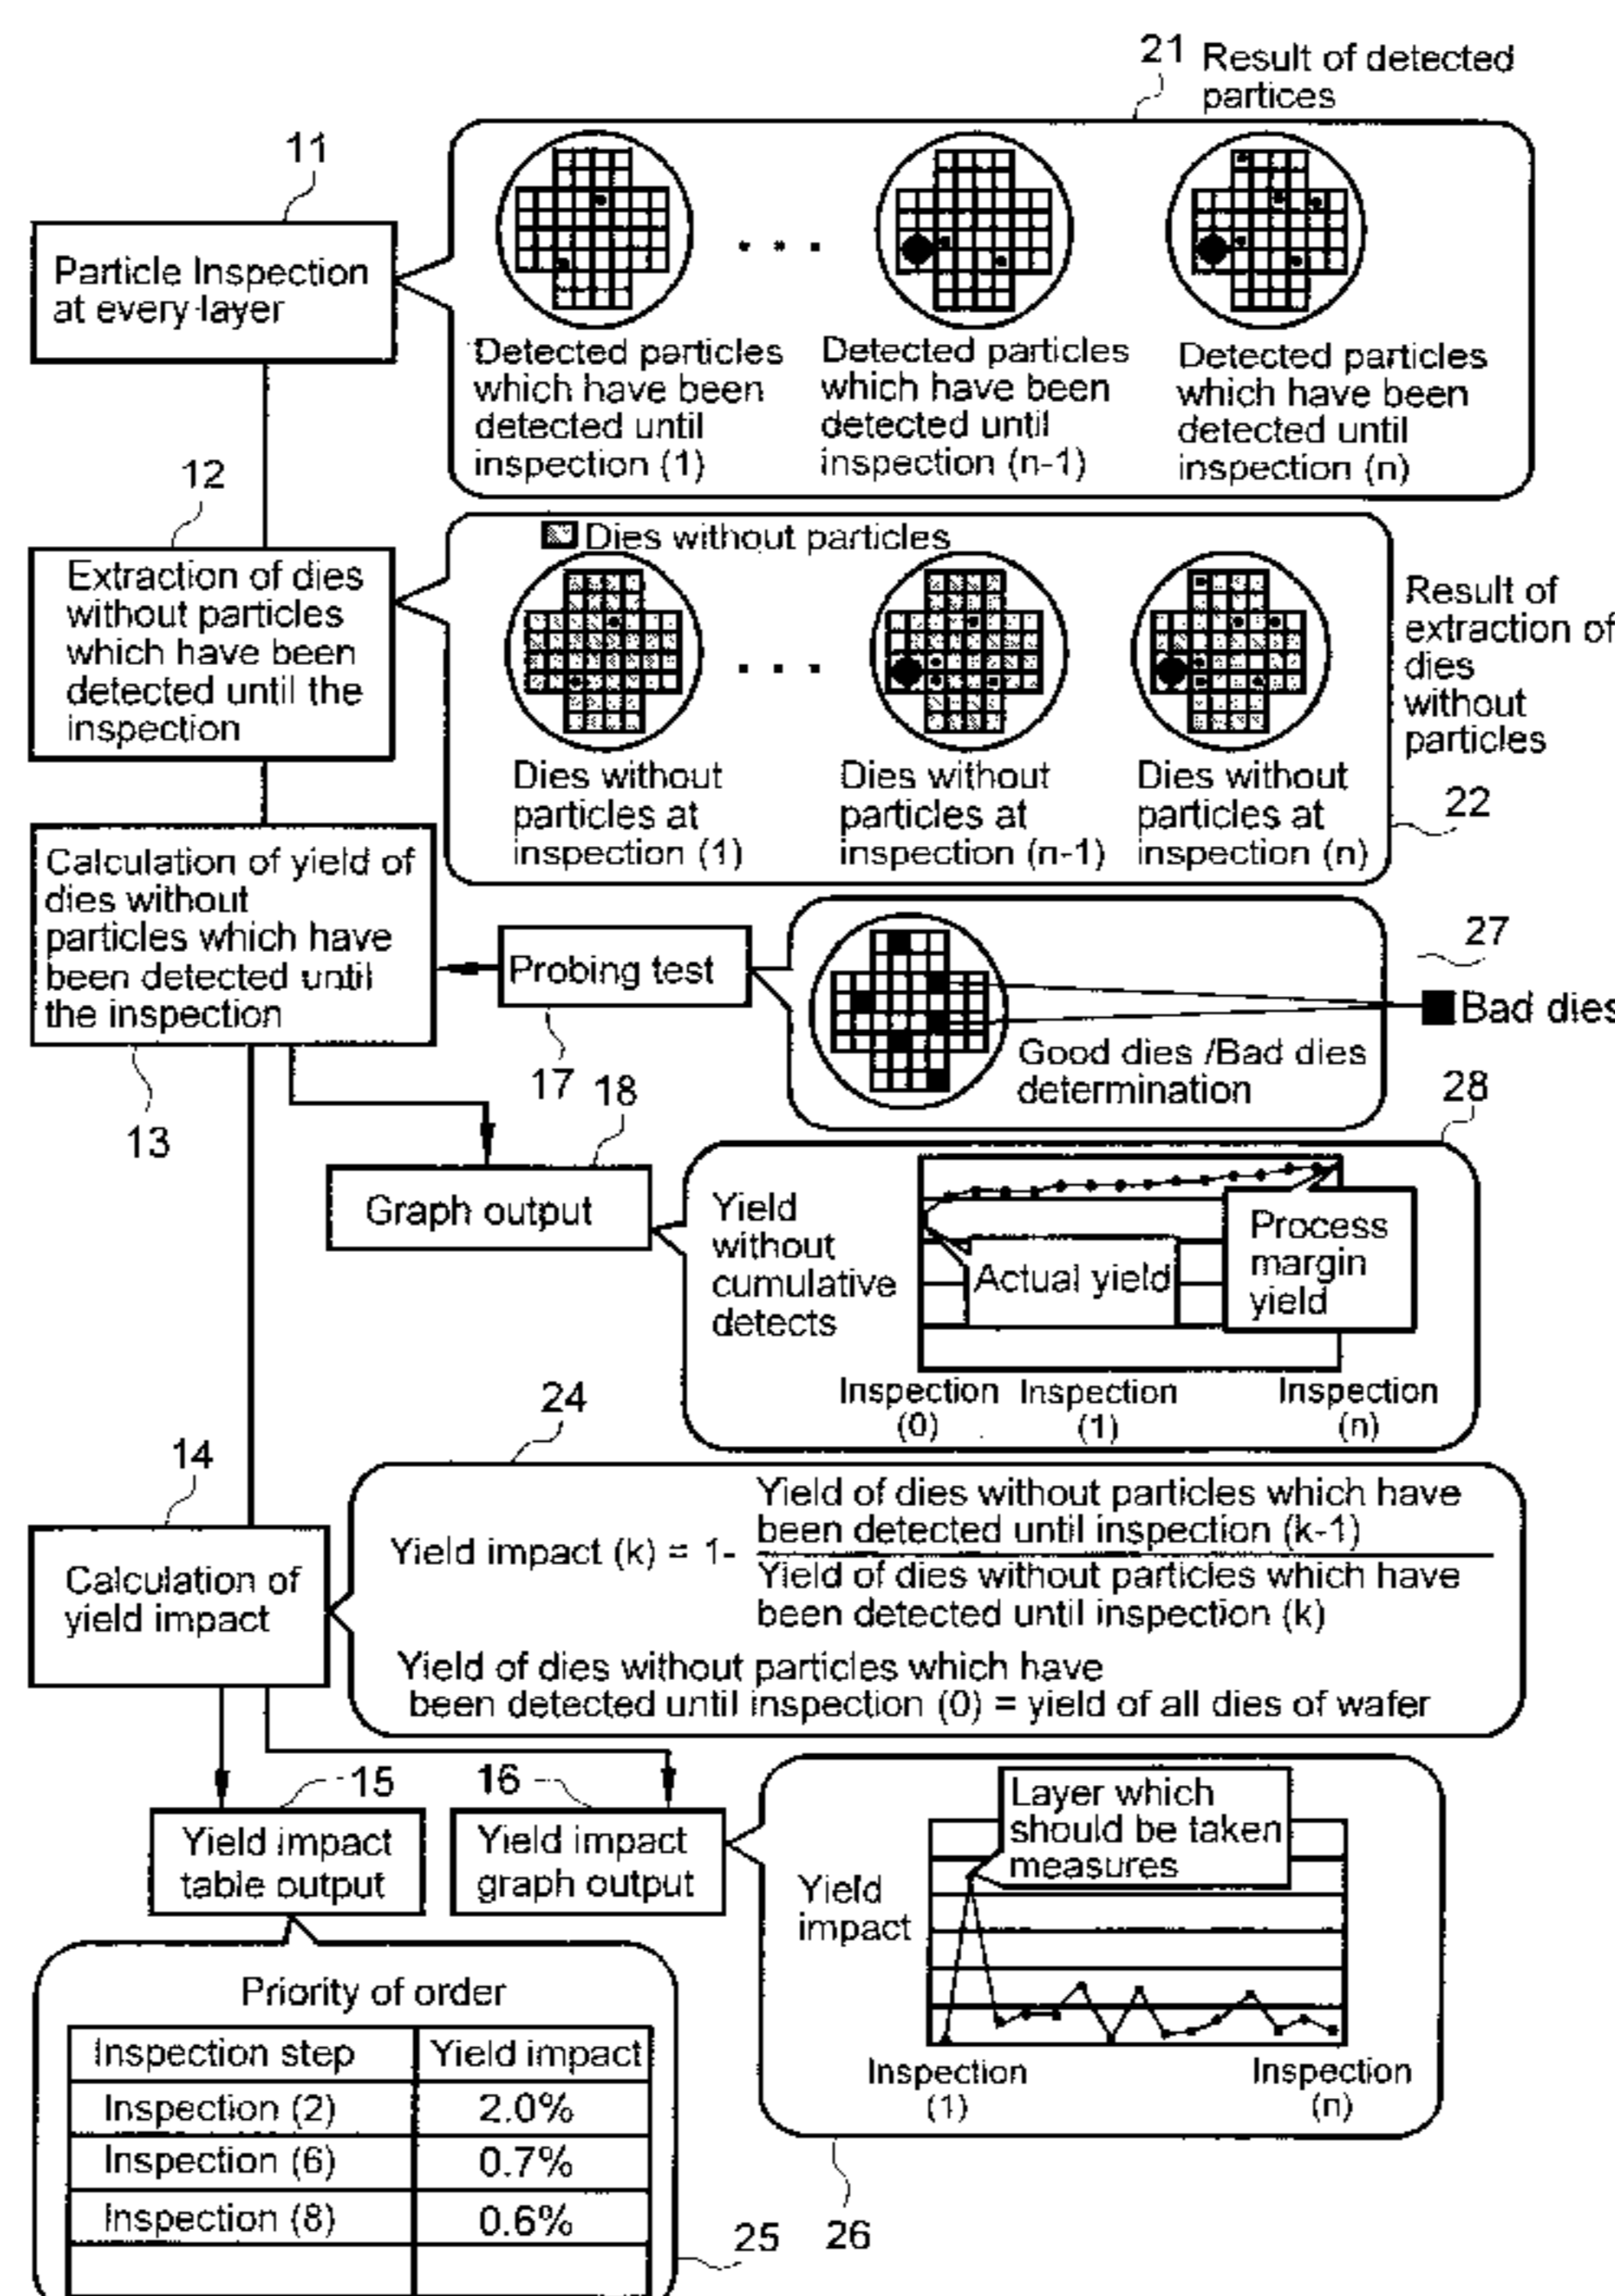 21 Result of detected
partices
11
Particle Inspection
at every layer
Detected particles
which have been
detected until
inspection (1)
Detected particles
which have been
detected until
inspection (n-1)
Detected particles
which have been
detected until
inspection (n)
12
Extraction of dies
without particles
which have been
detected until the
inspection
Dies without particles
Dies without
particles at
inspection (1)
Dies without
particles at
inspection (n-1)
Dies without
particles at
inspection (n)
Result of
extraction of
dies
without
particles
22
Calculation of yield of
dies without
particles which have
been detected until
the inspection
13
Probing test
17
Good dies /Bad dies
determination
27
Bad dies
18
Graph output
28
Yield
without
cumulative
detects
Actual yield
Process
margin
yield
Inspection
(0)
Inspection
(1)
Inspection
(n)
24
14
Calculation of
yield impact
Yield impact (k) = 1-
Yield of dies without particles which have
been detected until inspection (k-1)
Yield of dies without particles which have
been detected until inspection (k)
Yield of dies without particles which have
been detected until inspection (0) = yield of all dies of wafer
15
Yield impact
table output
16
Yield impact
graph output
Layer which
should be taken
measures
Yield
impact
Inspection
(1)
Inspection
(n)
26
Priority of order
Inspection step Yield impact
Inspection (2) 2.0%
Inspection (6) 0.7%
Inspection (8) 0.6%
25